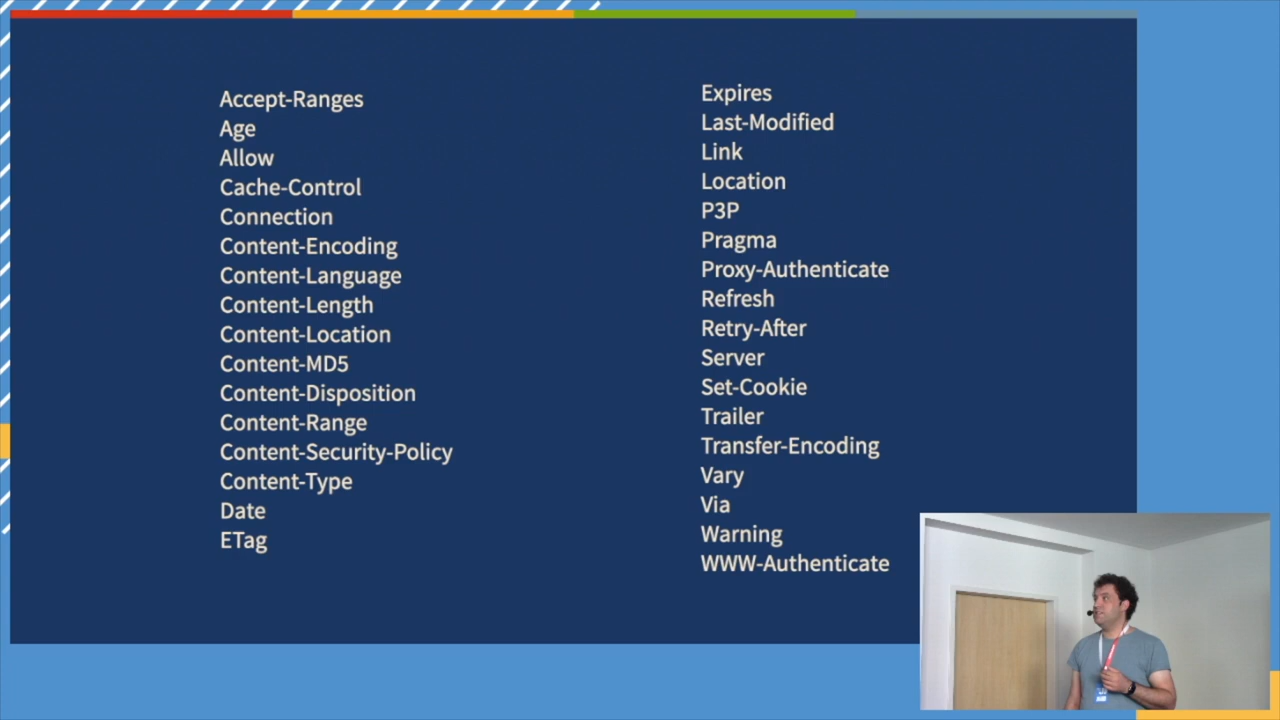 Accept-Ranges
Age
Allow
Cache-Control
Connection
Content-Encoding
Content-Language
Content-Length
Content-Location
Content-MD5
Content-Disposition
Content-Range
Content-Security-Policy
Content-Type
Date
ETag
Expires
Last-Modified
Link
Location
P3P
Pragma
Proxy-Authenticate
Refresh
Retry-After
Server
Set-Cookie
Trailer
Transfer-Encoding
Vary
Via
Warning
WWW-Authenticate